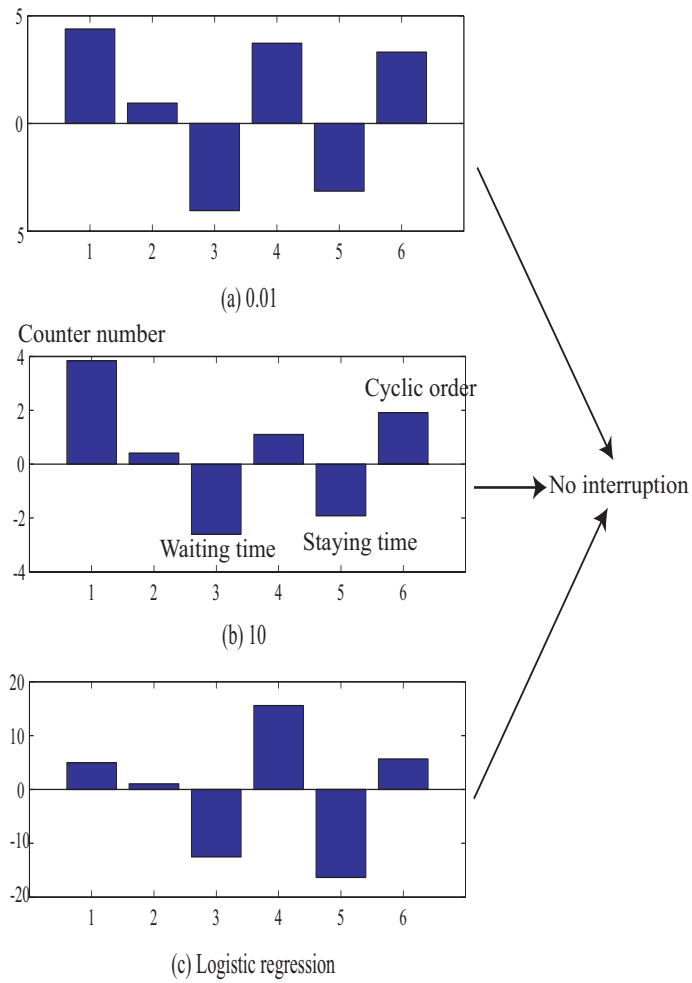 5
0
5
1 2 3 4 5 6
(a) 0.01
Counter number
4
2
0
-2
-4
Cyclic order
Waiting time
Staying time
1 2 3 4 5 6
(b) 10
No interruption
20
10
0
-10
-20
1 2 3 4 5 6
(c) Logistic regression